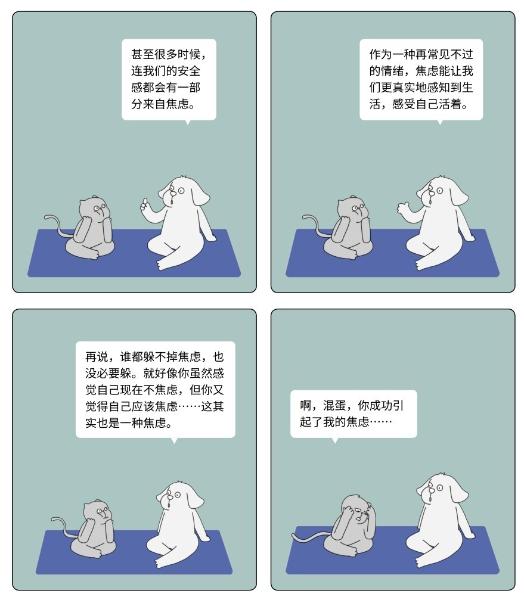 甚至很多时候，
连我们的安全
感都会有一部
分来自焦虑。
作为一种再常见不过
的情绪，焦虑能让我
们更真实地感知到生
活，感受自己活着。
再说，谁都躲不掉焦虑，也
没必要躲。就好像你虽然感
觉自己现在不焦虑，但你又
觉得自己应该焦虑……这其
实也是一种焦虑。
啊，混蛋，你成功引
起了我的焦虑……